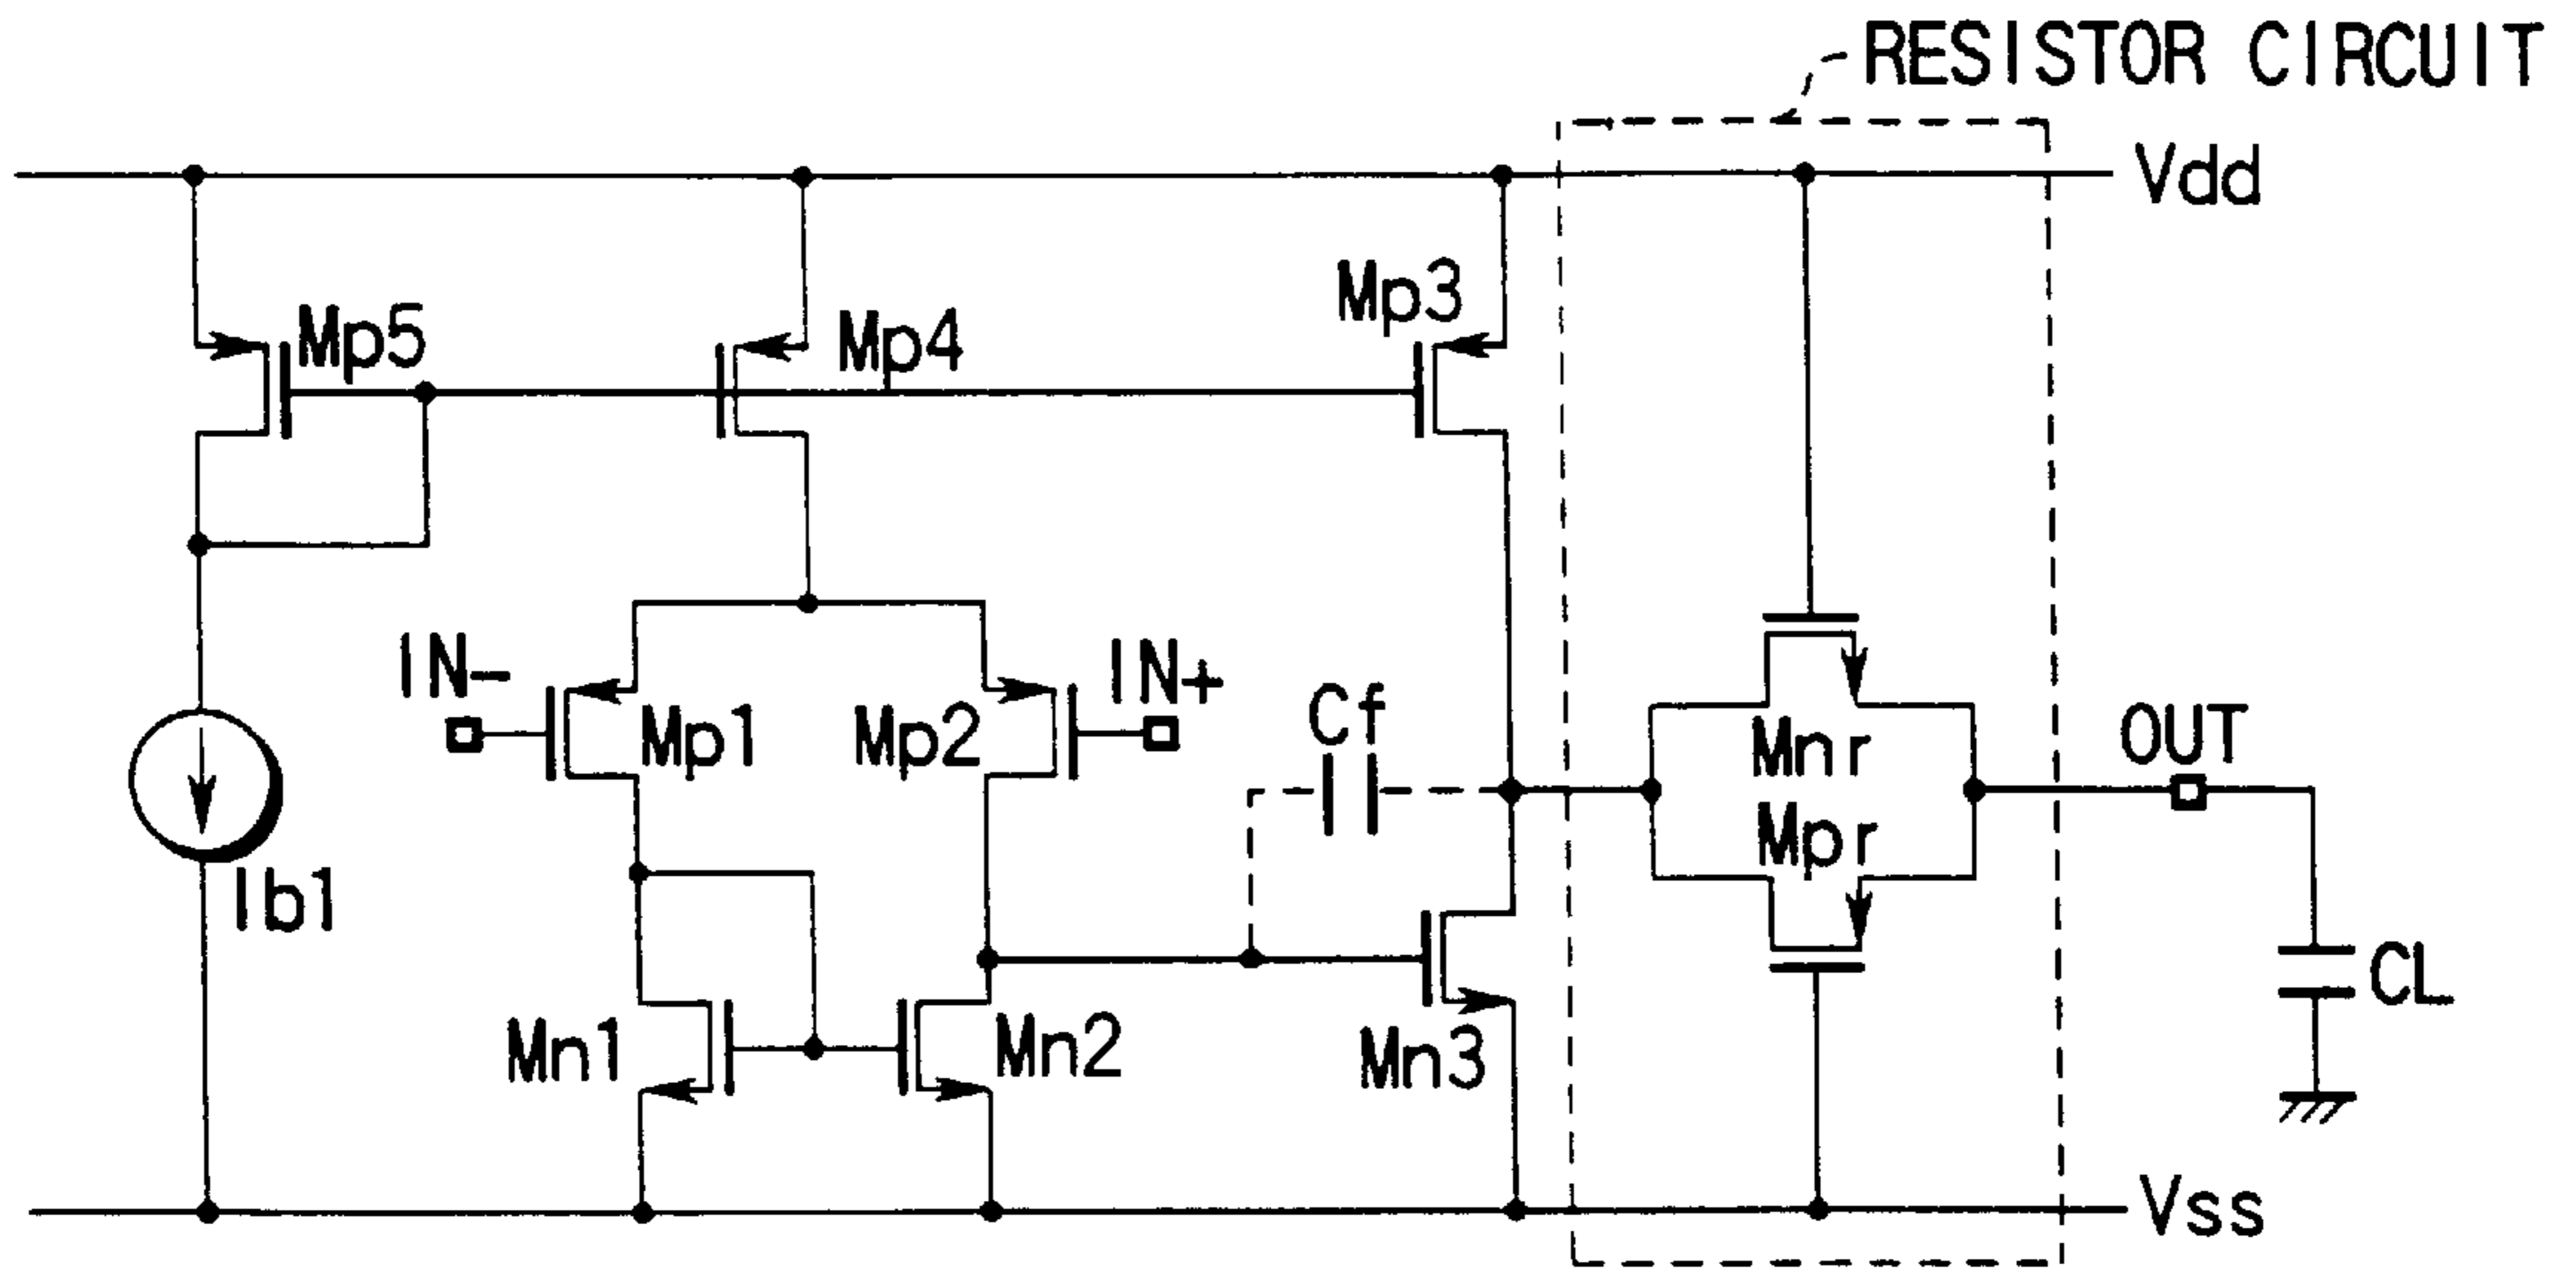 RESISTOR CIRCUIT
Vdd
Mp3
Mp5
Mp4
IN-
IN+
Mp1
Mp2
Cf
Mnr
OUT
Mpr
Ib1
CL
Mn1
Mn2
Mn3
Vss